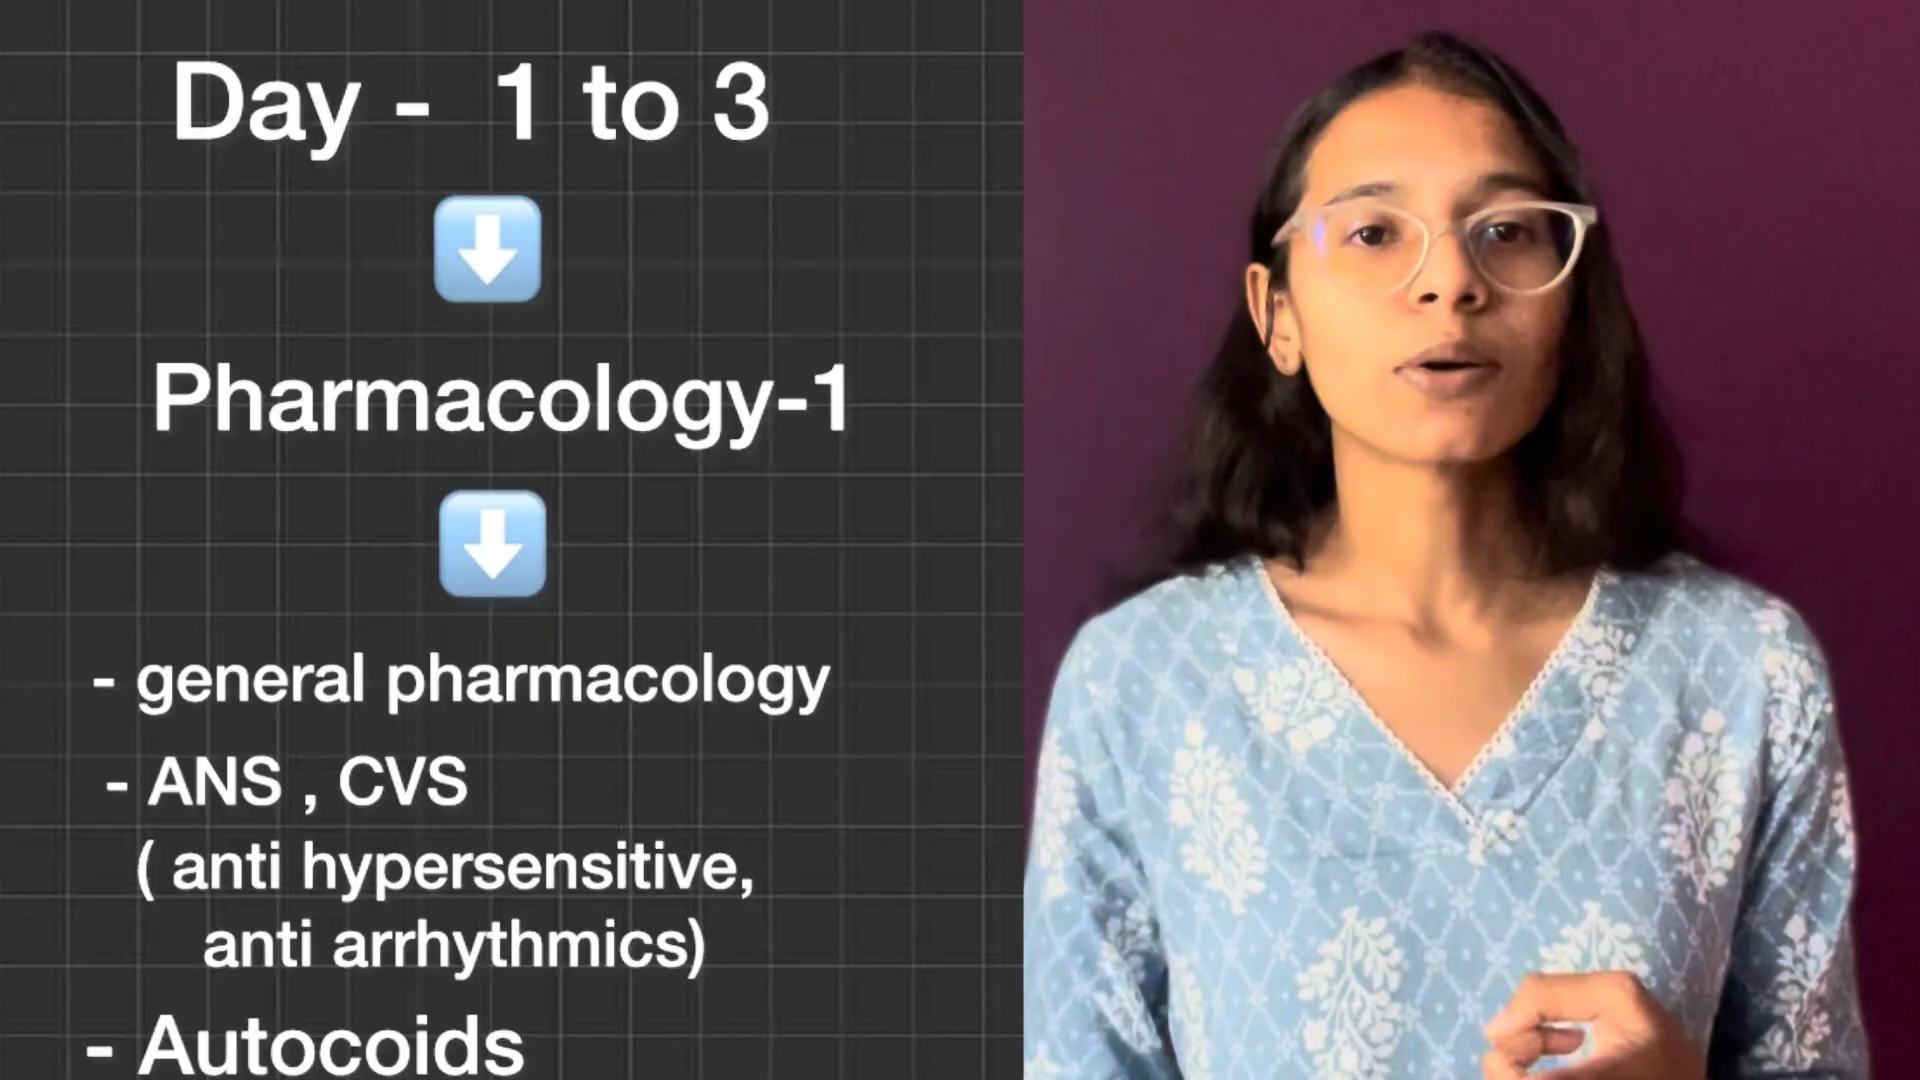 Day - 1 to 3
Pharmacology-1
- general pharmacology
- ANS , CVS
( anti hypersensitive,
anti arrhythmics)
- Autocoids